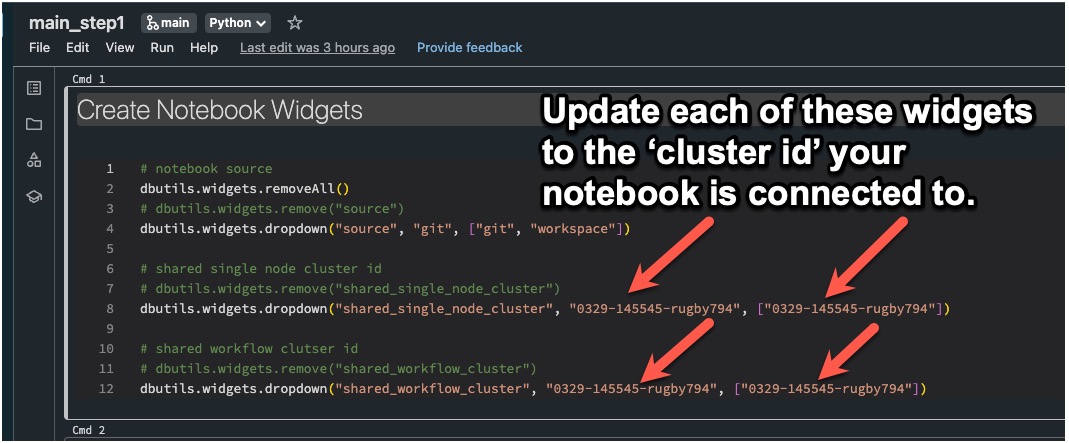 main_step1 main Python
File Edit View Run Help Last edit was 3 hours ago Provide feedback
Cmd 1
Create Notebook Widgets
Update each of these widgets
to the ‘cluster id’ your
notebook is connected to.
1 # notebook source
2 dbutils.widgets.removeAll()
3 # dbutils.widgets.remove("source")
4 dbutils.widgets.dropdown("source", "git", ["git", "workspace"])
5
6 # shared single node cluster id
7 # dbutils.widgets.remove("shared_single_node_cluster")
8 dbutils.widgets.dropdown("shared_single_node_cluster", "0329-145545-rugby794", ["0329-145545-rugby794"])
9
10 # shared workflow clutser id
11 # dbutils.widgets.remove("shared_workflow_cluster")
12 dbutils.widgets.dropdown("shared_workflow_cluster", "0329-145545-rugby794", ["0329-145545-rugby794"])
Cmd 2